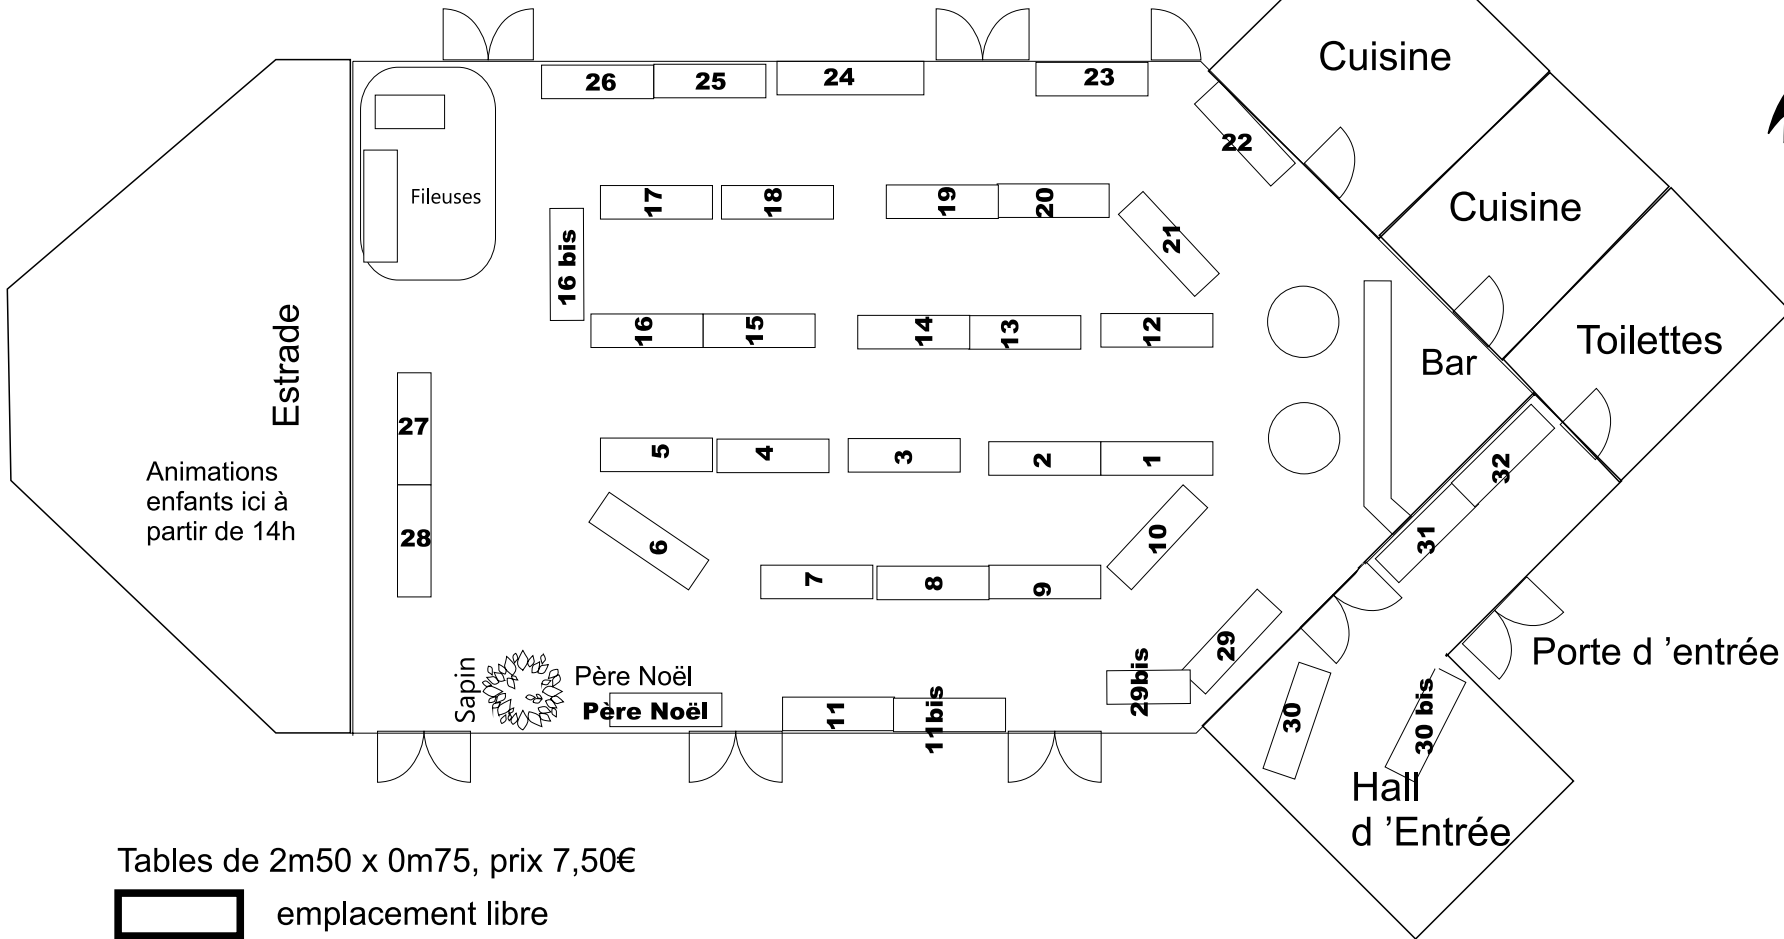 Cuisine
26
25
24
23
22
Fileuses
17
18
19
20
21
Cuisine
16 bis
16
15
14
13
12
Bar
Toilettes
Estrade
27
5
4
3
2
1
32
Animations
enfants ici à
partir de 14h
28
6
10
31
7
8
9
29
29bis
Porte d ’entrée
Sapin
Père Noël
Père Noël
11
11bis
30
30 bis
Hall
d ’Entrée
Tables de 2m50 x 0m75, prix 7,50€
emplacement libre